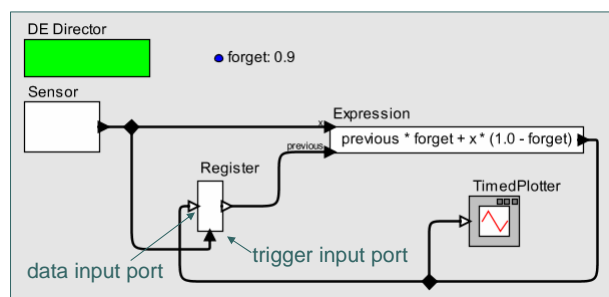 DE Director
forget: 0.9
Sensor
Expression
x
previous * forget + x * (1.0 - forget)
previous
Register
TimedPlotter
trigger input port
data input port